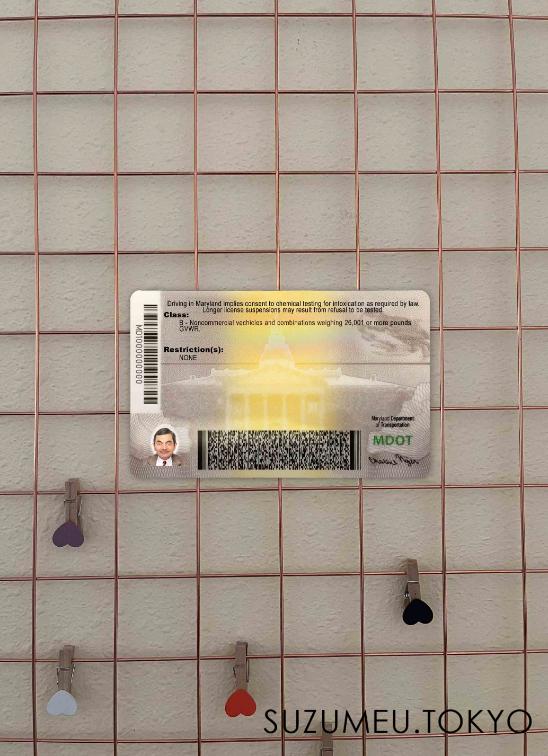 Driving in Maryland implies consent to chemical testing for intoxication as required by law.
Longer license suspensions may result from refusal to be tested.
Class:
B - Noncommercial vechicles and combinations weighing 26,001 or more pounds
GVWR.
Restriction(s):
NONE
MD1000000000000
Maryland Department
of Transportation
MDOT
SUZUMEU.TOKYO